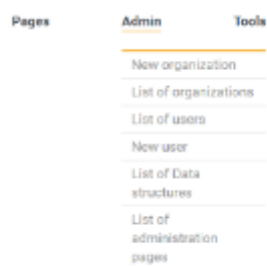 Pages Admin Tools
New organization
List of organizations
List of users
New user
List of Data
structures
List of
administration
pages